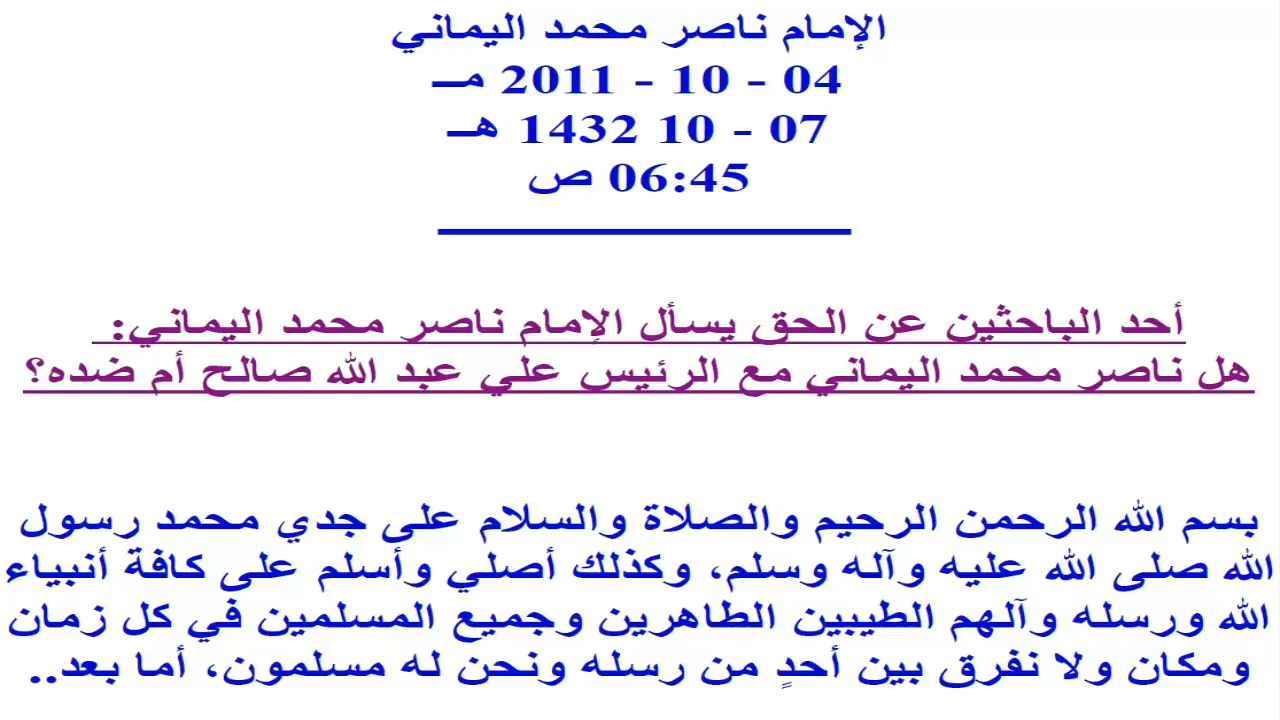 الإمام ناصر محمد اليماني
04 - 10 - 2011 مـــ
07 - 10 1432 هـــ
06:45 ص
أحد الباحثين عن الحق يسأل الإمام ناصر محمد اليماني:
هل ناصر محمد اليماني مع الرئيس علي عبد الله صالح أم ضده؟
بسم الله الرحمن الرحيم والصلاة والسلام على جدي محمد رسول
الله صلى الله عليه وآله وسلم، وكذلك أصلي وأسلم على كافة أنبياء
الله ورسله وآلهم الطيبين الطاهرين وجميع المسلمين في كل زمان
ومكان ولا نفرق بين أحدٍ من رسله ونحن له مسلمون، أما بعد..